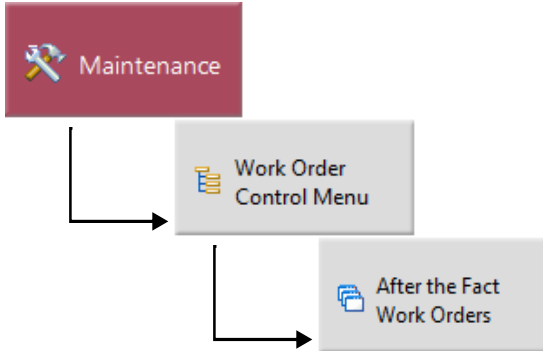 Maintenance
Work Order
Control Menu
After the Fact
Work Orders